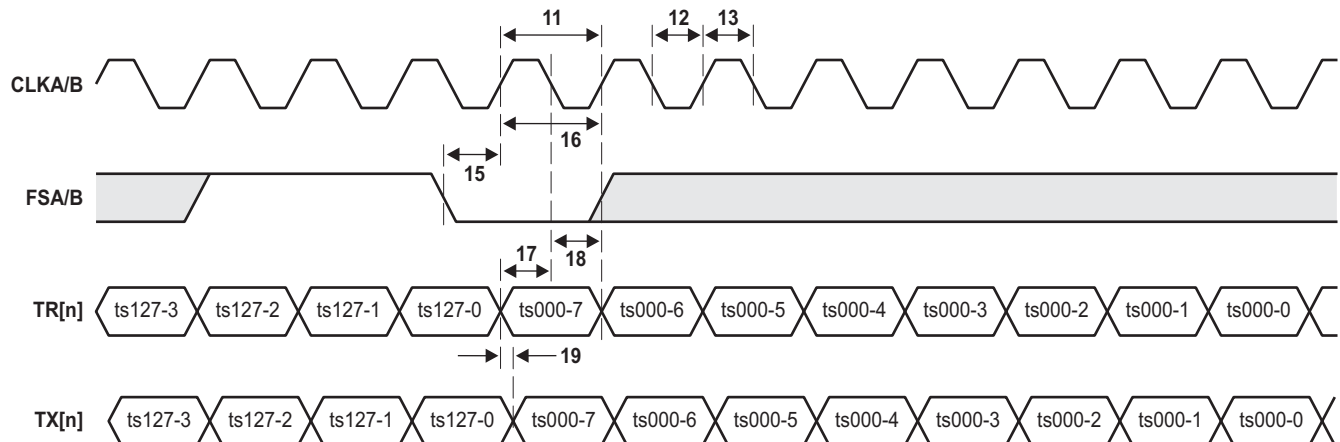 11 12 13
CLKA/B
16
15
FSA/B
17 18
TR[n] ts127-3 ts127-2 ts127-1 ts127-0 ts000-7 ts000-6 ts000-5 ts000-4 ts000-3 ts000-2 ts000-1 ts000-0
19
TX[n] ts127-3 ts127-2 ts127-1 ts127-0 ts000-7 ts000-6 ts000-5 ts000-4 ts000-3 ts000-2 ts000-1 ts000-0